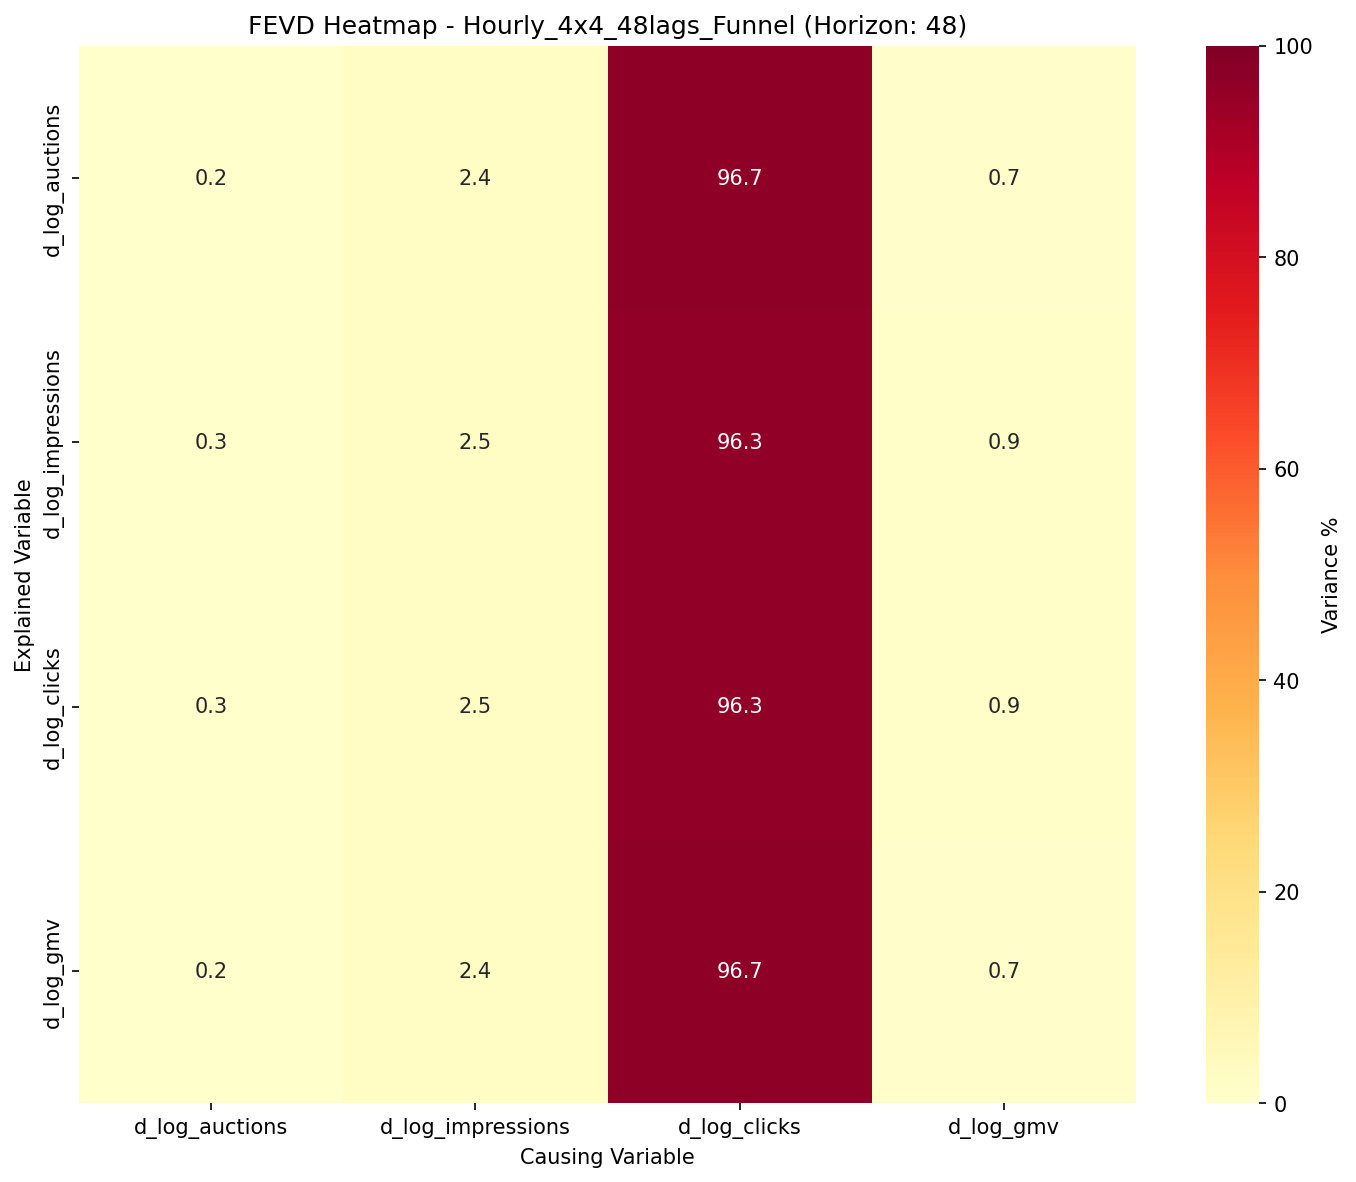 FEVD Heatmap - Hourly_4x4_48lags_Funnel (Horizon: 48)
Explained Variable
d_log_auctions
0.2 2.4 96.7 0.7
d_log_impressions
0.3 2.5 96.3 0.9
d_log_clicks
0.3 2.5 96.3 0.9
d_log_gmv
0.2 2.4 96.7 0.7
d_log_auctions d_log_impressions d_log_clicks d_log_gmv
Causing Variable
100
80
60
40
20
0
Variance %